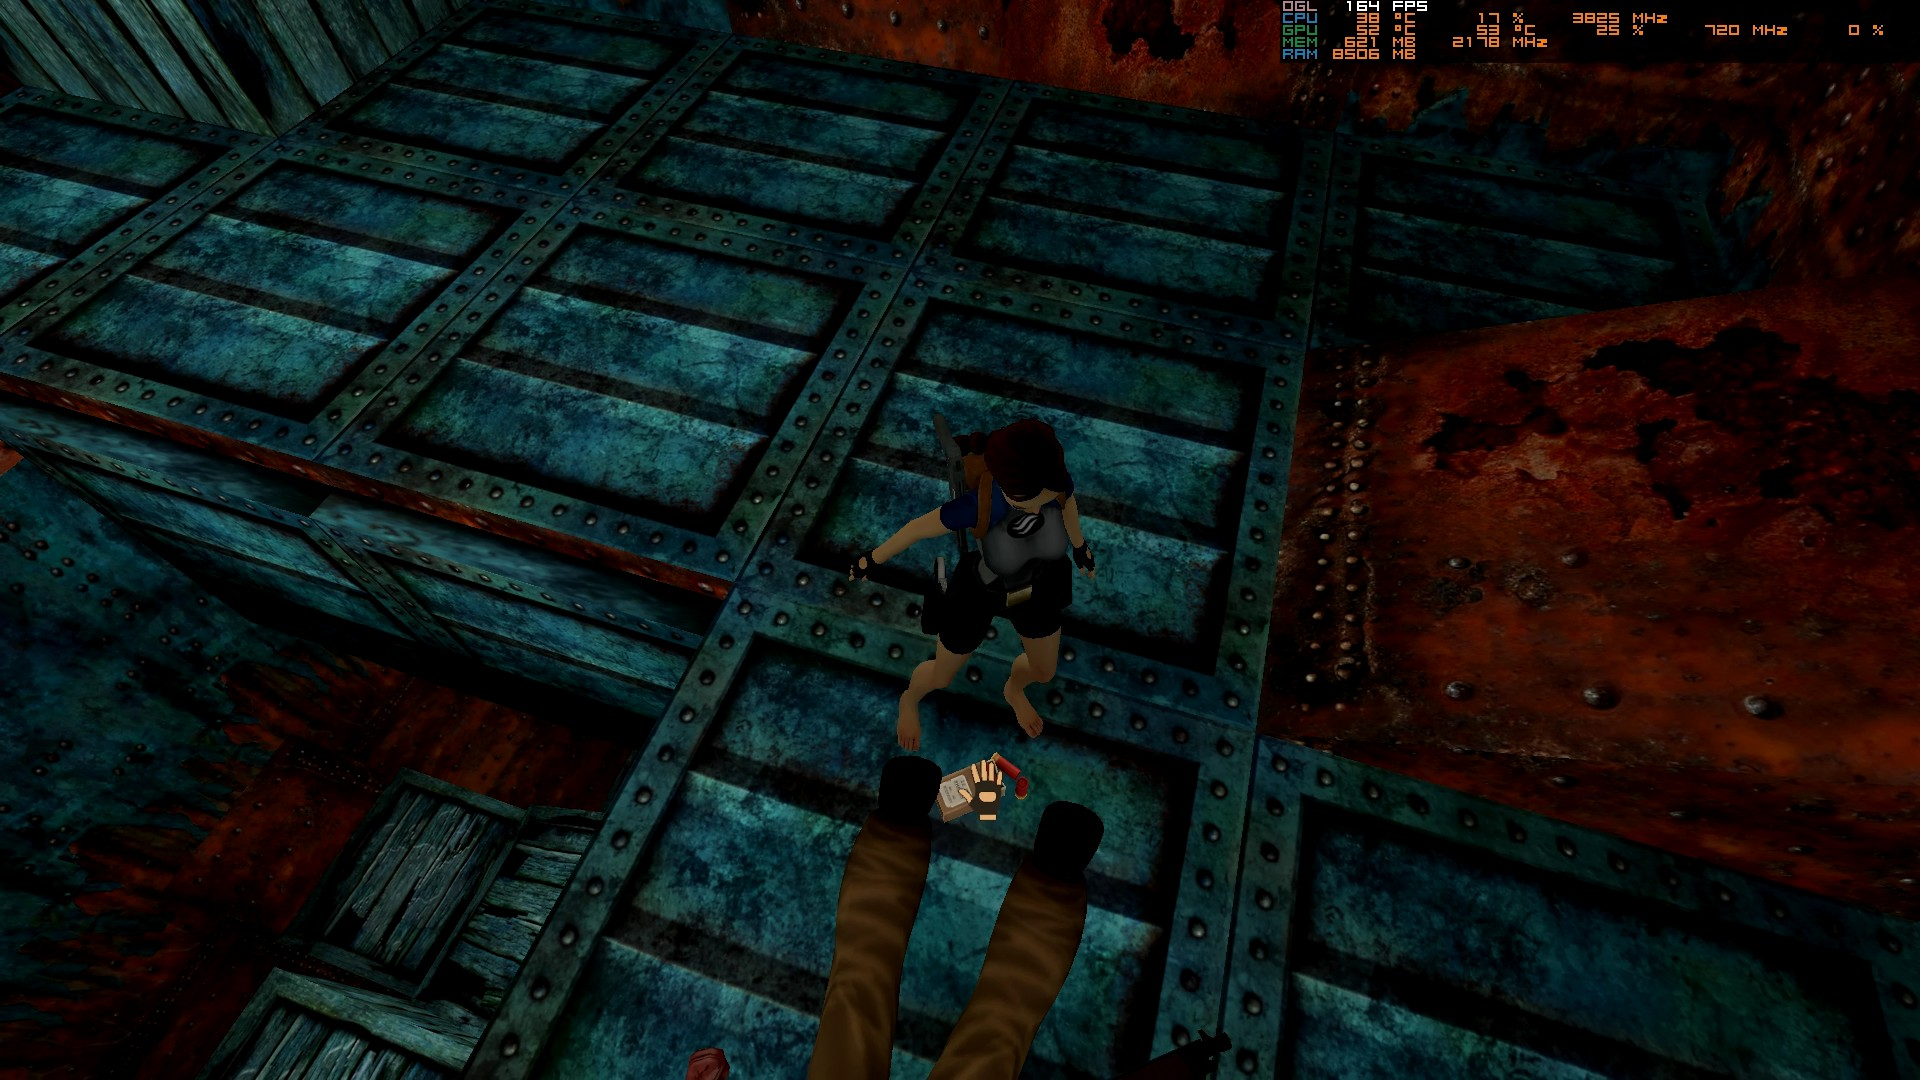 OGL 164 FPS
CPU 38 °C 17 % 3825 MHz
GPU 52 °C 53 °C 25 % 720 MHz 0 %
MEM 621 MB 2178 MHz
RAM 8506 MB